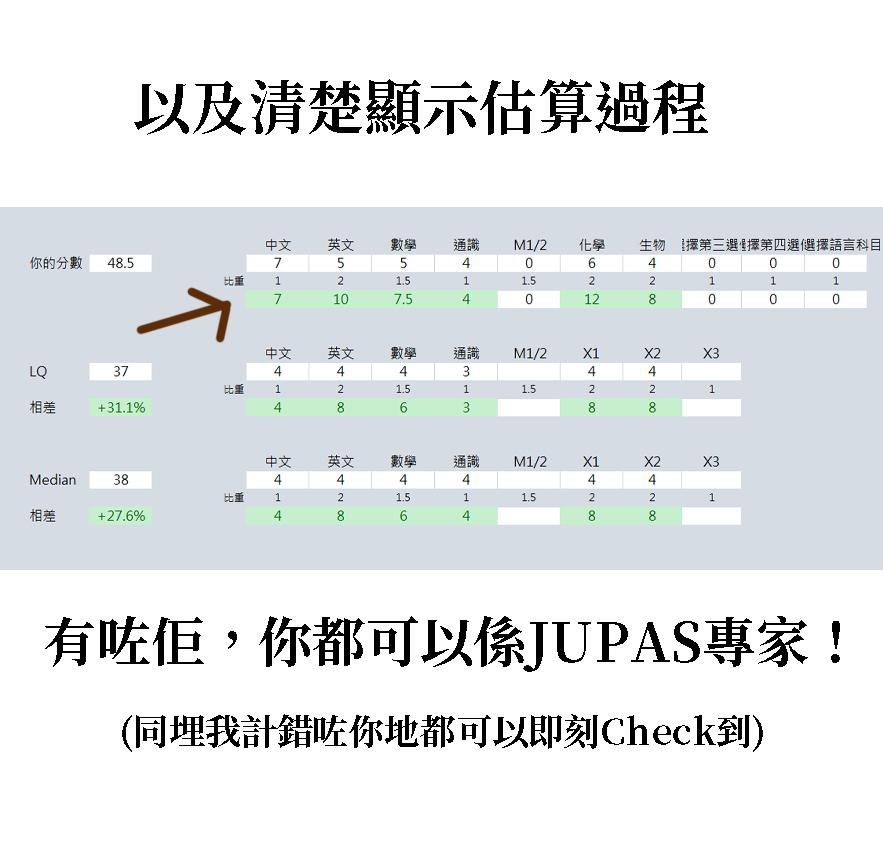 以及清楚顯示估算過程
中文 英文 數學 通識 M1/2 化學 生物 選擇第三選 選擇第四選 選擇語言科目
你的分數 48.5 7 5 5 4 0 6 4 0 0 0
比重 1 2 1.5 1 1.5 2 2 1 1 1
7 10 7.5 4 0 12 8 0 0 0
中文 英文 數學 通識 M1/2 X1 X2 X3
LQ 37 4 4 4 3 4 4
比重 1 2 1.5 1 1.5 2 2 1
相差 +31.1% 4 8 6 3 8 8
中文 英文 數學 通識 M1/2 X1 X2 X3
Median 38 4 4 4 4 4 4
比重 1 2 1.5 1 1.5 2 2 1
相差 +27.6% 4 8 6 4 8 8
有咗佢，你都可以係JUPAS專家！
(同埋我計錯咗你地都可以即刻Check到)